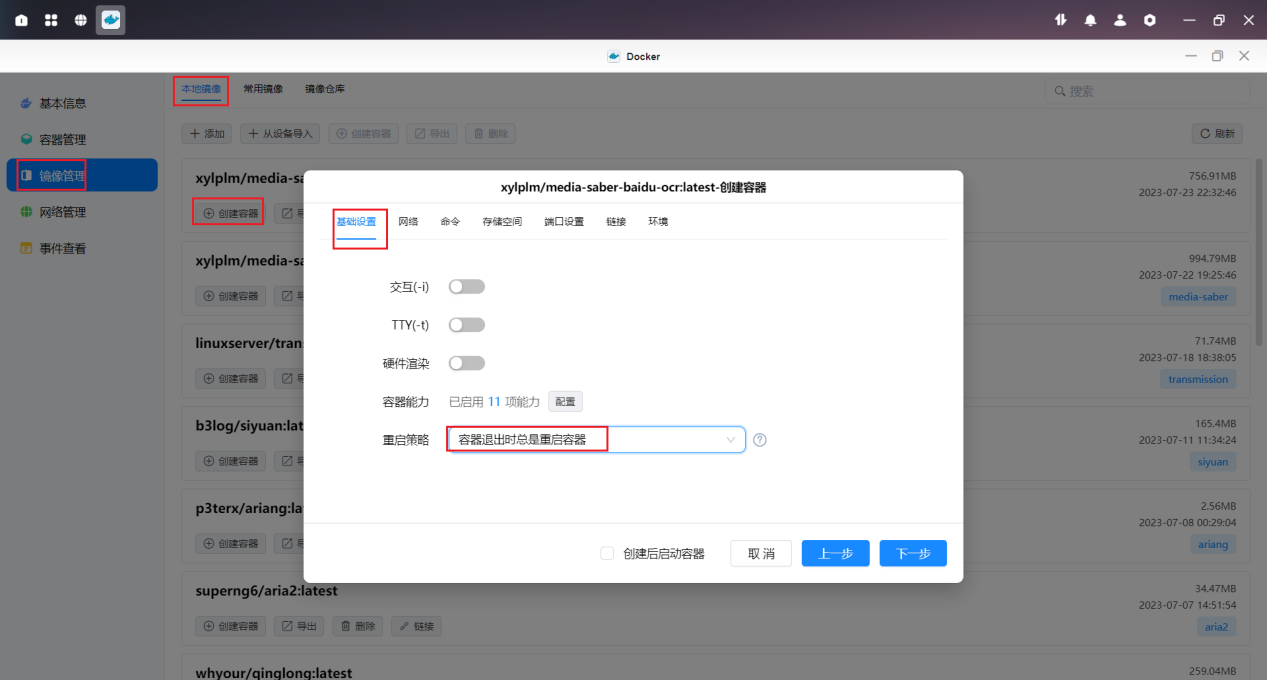 Docker
基本信息
容器管理
镜像管理
网络管理
事件查看
本地镜像 常用镜像 镜像仓库
搜索
添加 从设备导入 创建容器 导出 删除 刷新
xylplm/media-sa
756.91MB
2023-07-23 22:32:46
创建容器
xylplm/media-sa
994.79MB
2023-07-22 19:25:46
创建容器
media-saber
linuxserver/tran
71.74MB
2023-07-18 18:38:05
创建容器
transmission
b3log/siyuan:lat
165.4MB
2023-07-11 11:34:24
创建容器
siyuan
p3terx/ariang:la
2.56MB
2023-07-08 00:29:04
创建容器
ariang
superng6/aria2:latest
34.47MB
2023-07-07 14:51:54
创建容器 导出 删除 链接
aria2
whyour/qinglong:latest
259.04MB
xylplm/media-saber-baidu-ocr:latest-创建容器
基础设置 网络 命令 存储空间 端口设置 链接 环境
交互(-i)
TTY(-t)
硬件渲染
容器能力 已启用 11 项能力 配置
重启策略 容器退出时总是重启容器
创建后启动容器 取消 上一步 下一步